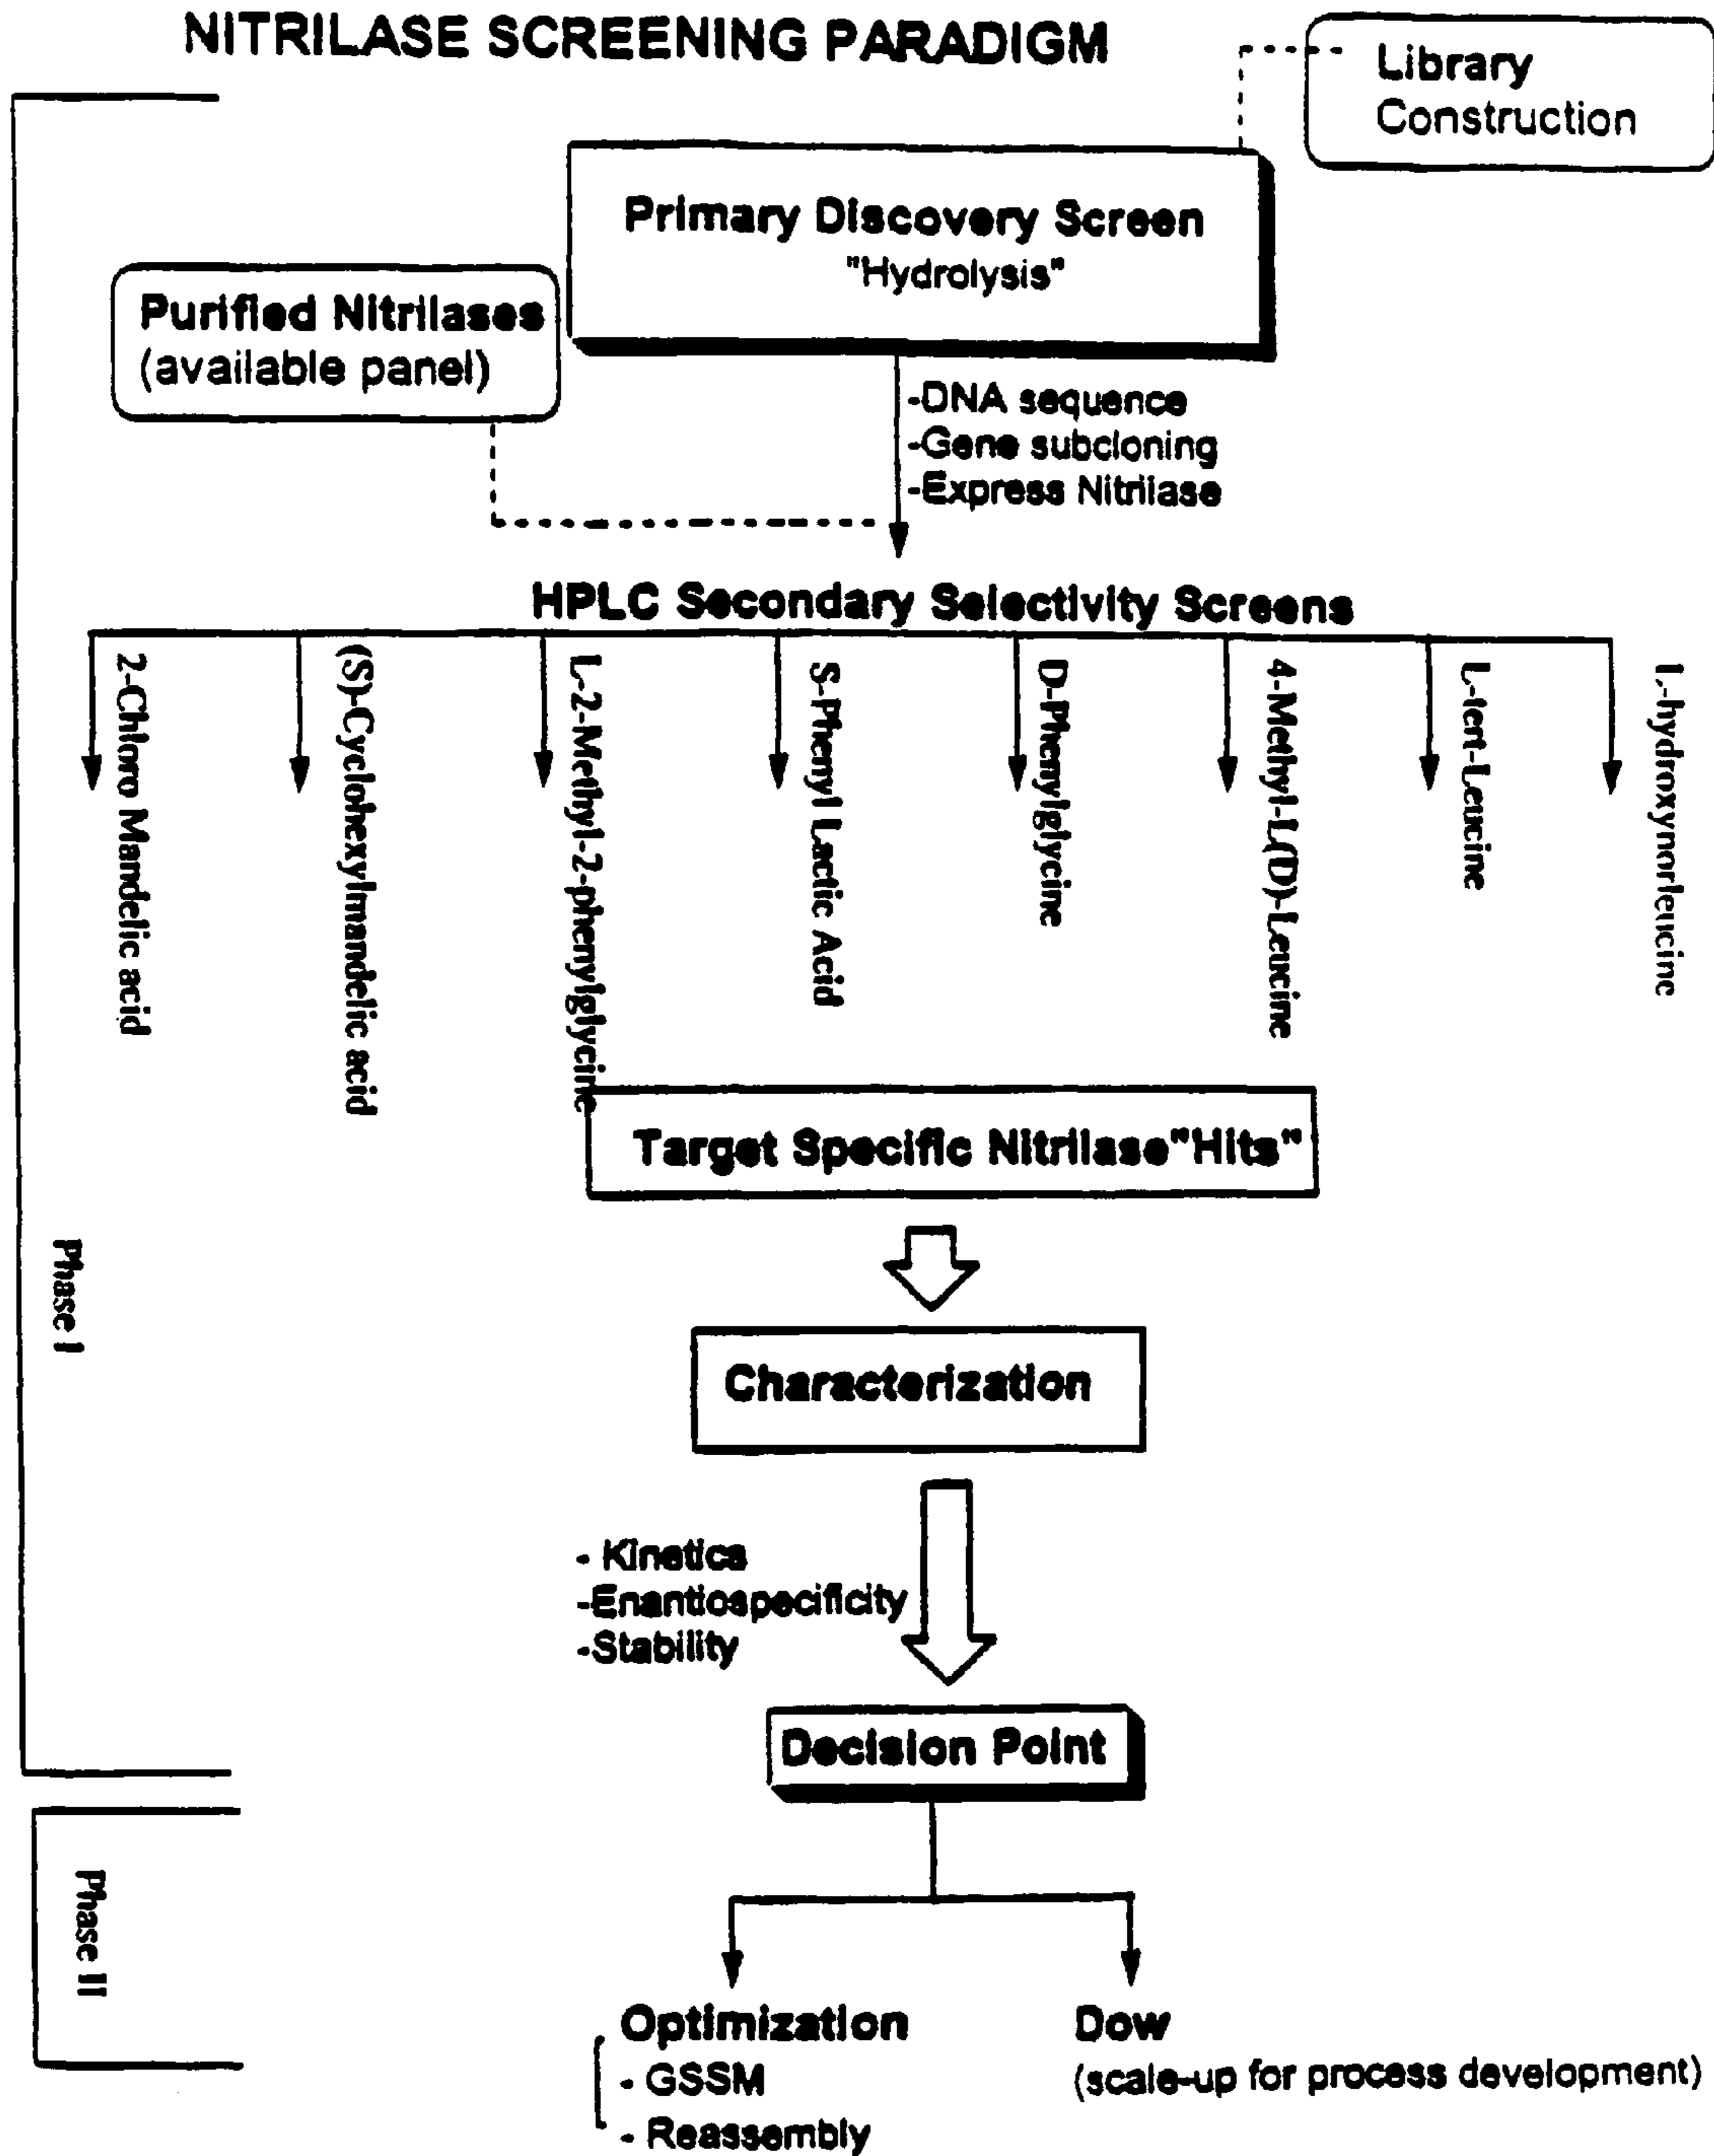 NITRILASE SCREENING PARADIGM
Library
Construction
Primary Discovery Screen
"Hydrolysis"
Purified Nitrilases
(available panel)
-DNA sequence
-Gene subcloning
-Express Nitrilase
HPLC Secondary Selectivity Screens
2-Chloro Mandelic acid
(S)-Cyclohexylmandelic acid
L-2-Methyl-2-phenylglycine
S-Phenyl Lactic Acid
D-Phenylglycine
4-Methyl-L(D)-Leucine
L-tert-Leucine
L-hydroxynorleucine
Target Specific Nitrilase"Hits"
Phase I
Characterization
- Kinetics
-Enantiospecificity
-Stability
Decision Point
Phase II
Optimization
- GSSM
- Reassembly
Dow
(scale-up for process development)